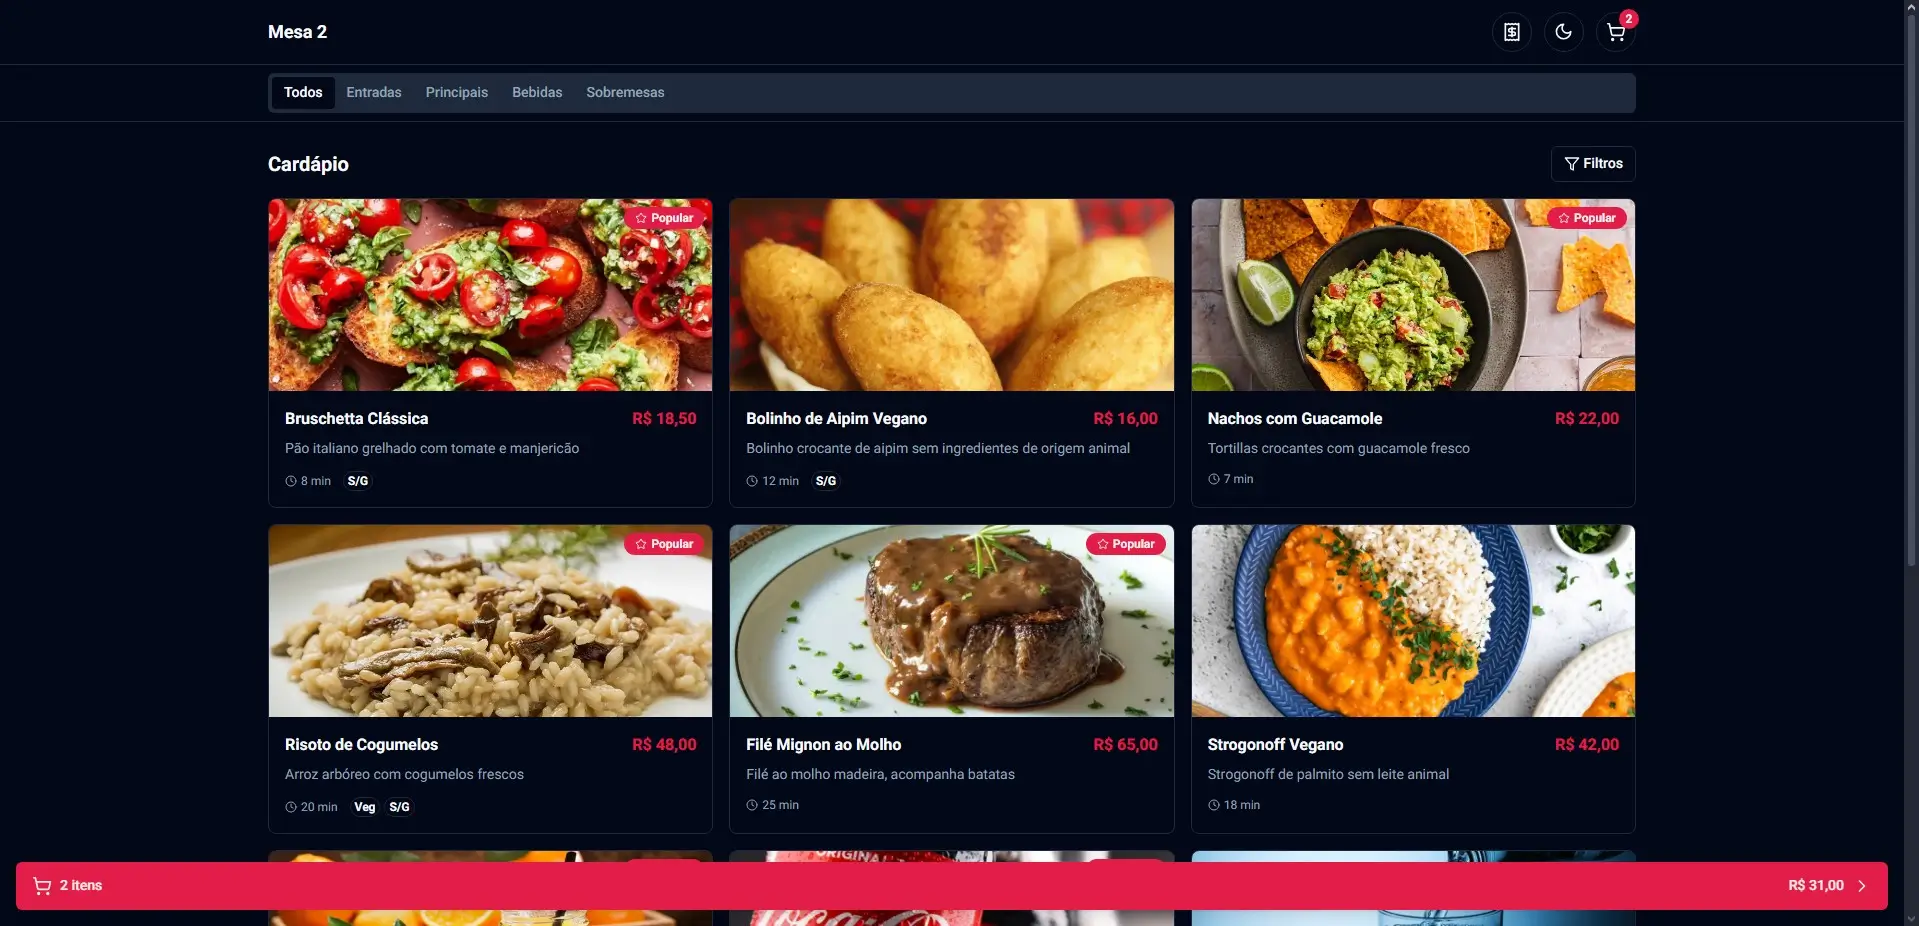 Mesa 2
2
Todos Entradas Principais Bebidas Sobremesas
Cardápio
Filtros
Popular
Popular
Bruschetta Clássica R$ 18,50
Pão italiano grelhado com tomate e manjericão
8 min S/G
Bolinho de Aipim Vegano R$ 16,00
Bolinho crocante de aipim sem ingredientes de origem animal
12 min S/G
Nachos com Guacamole R$ 22,00
Tortillas crocantes com guacamole fresco
7 min
Popular
Popular
Risoto de Cogumelos R$ 48,00
Arroz arbóreo com cogumelos frescos
20 min Veg S/G
Filé Mignon ao Molho R$ 65,00
Filé ao molho madeira, acompanha batatas
25 min
Strogonoff Vegano R$ 42,00
Strogonoff de palmito sem leite animal
18 min
2 itens R$ 31,00